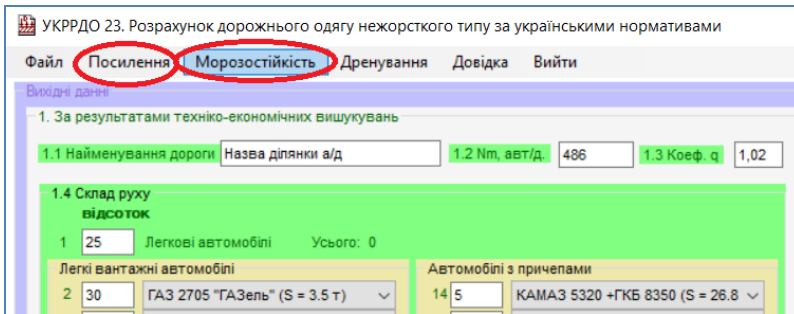 УКРРДО 23. Розрахунок дорожнього одягу нежорсткого типу за українськими нормативами
Файл Посилення Морозостійкість Дренування Довідка Вийти
Вихідні данні
1. За результатами техніко-економічних вишукувань
1.1 Найменування дороги Назва ділянки а/д 1.2 Nm, авт/д. 486 1.3 Коеф. q 1,02
1.4 Склад руху
відсоток
1 25 Легкові автомобілі Усього: 0
Легкі вантажні автомобілі Автомобілі з причепами
2 30 ГАЗ 2705 "ГАЗель" (S = 3.5 т) 14 5 КАМАЗ 5320 +ГКБ 8350 (S = 26.8